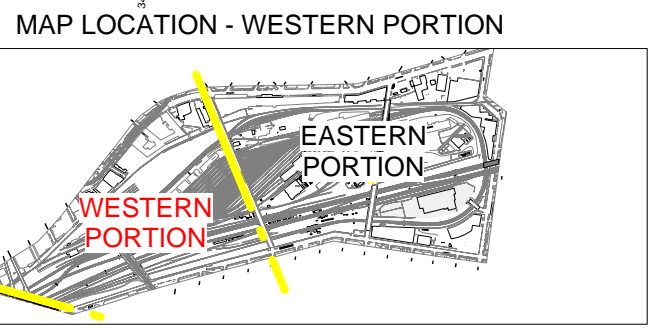 MAP LOCATION - WESTERN PORTION
EASTERN
PORTION
WESTERN
PORTION